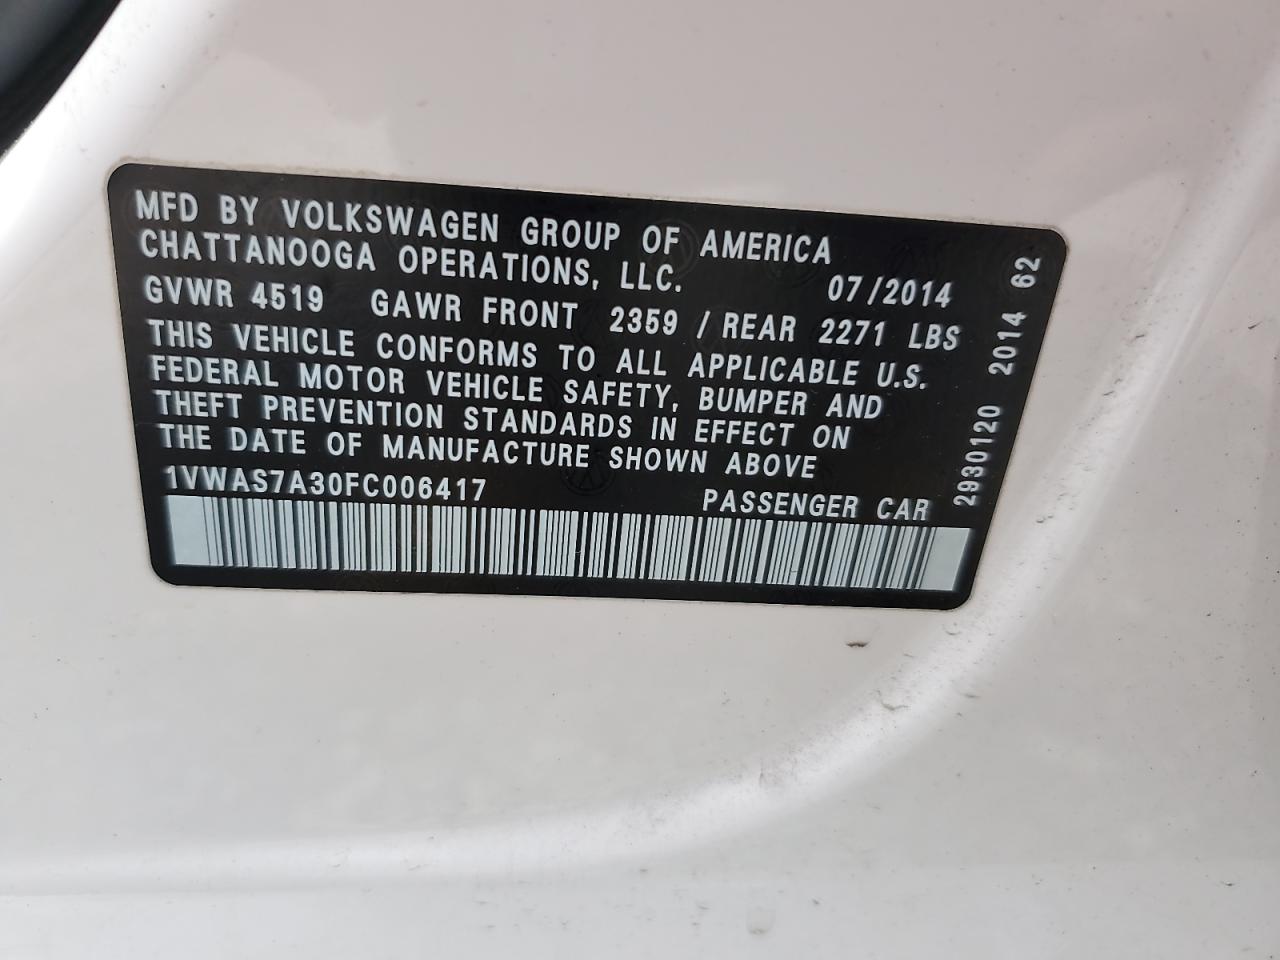 MFD BY VOLKSWAGEN GROUP OF AMERICA
CHATTANOOGA OPERATIONS, LLC. 07/2014
GVWR 4519 GAWR FRONT 2359 / REAR 2271 LBS
THIS VEHICLE CONFORMS TO ALL APPLICABLE U.S.
FEDERAL MOTOR VEHICLE SAFETY, BUMPER AND
THEFT PREVENTION STANDARDS IN EFFECT ON
THE DATE OF MANUFACTURE SHOWN ABOVE
1VWAS7A30FC006417 PASSENGER CAR
2930120 2014 62